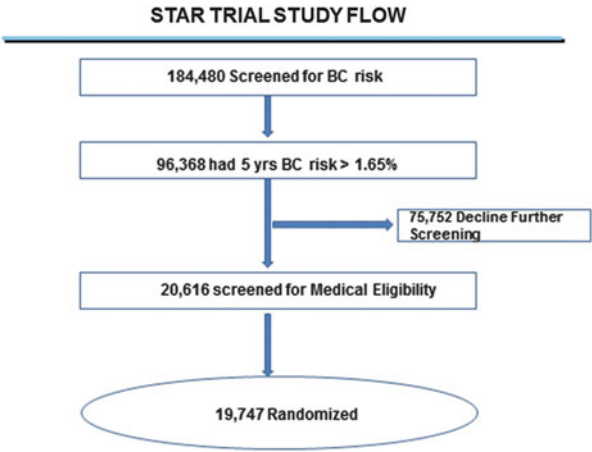 STAR TRIAL STUDY FLOW
184,480 Screened for BC risk
96,368 had 5 yrs BC risk > 1.65%
75,752 Decline Further
Screening
20,616 screened for Medical Eligibility
19,747 Randomized